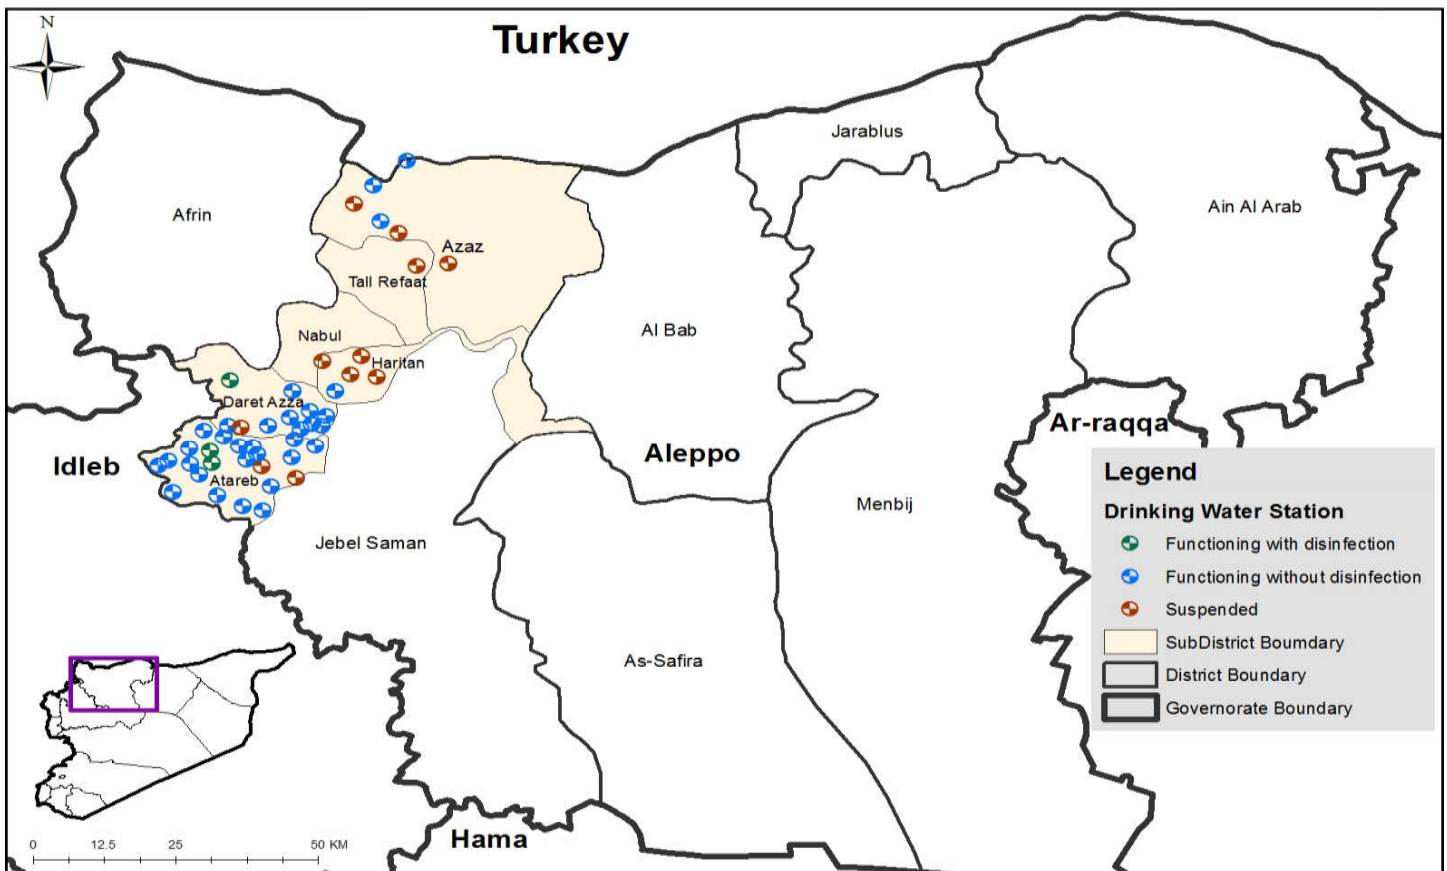 N
Turkey
Jarablus
Ain Al Arab
Afrin
Azaz
Tall Refaat
Nabul
Al Bab
Haritan
Daret Azza
Ar-raqqa
Idleb
Aleppo
Atareb
Menbij
Jebel Saman
As-Safira
Hama
Legend
Drinking Water Station
Functioning with disinfection
Functioning without disinfection
Suspended
SubDistrict Boumdary
District Boundary
Governorate Boundary
0 12.5 25 50 KM